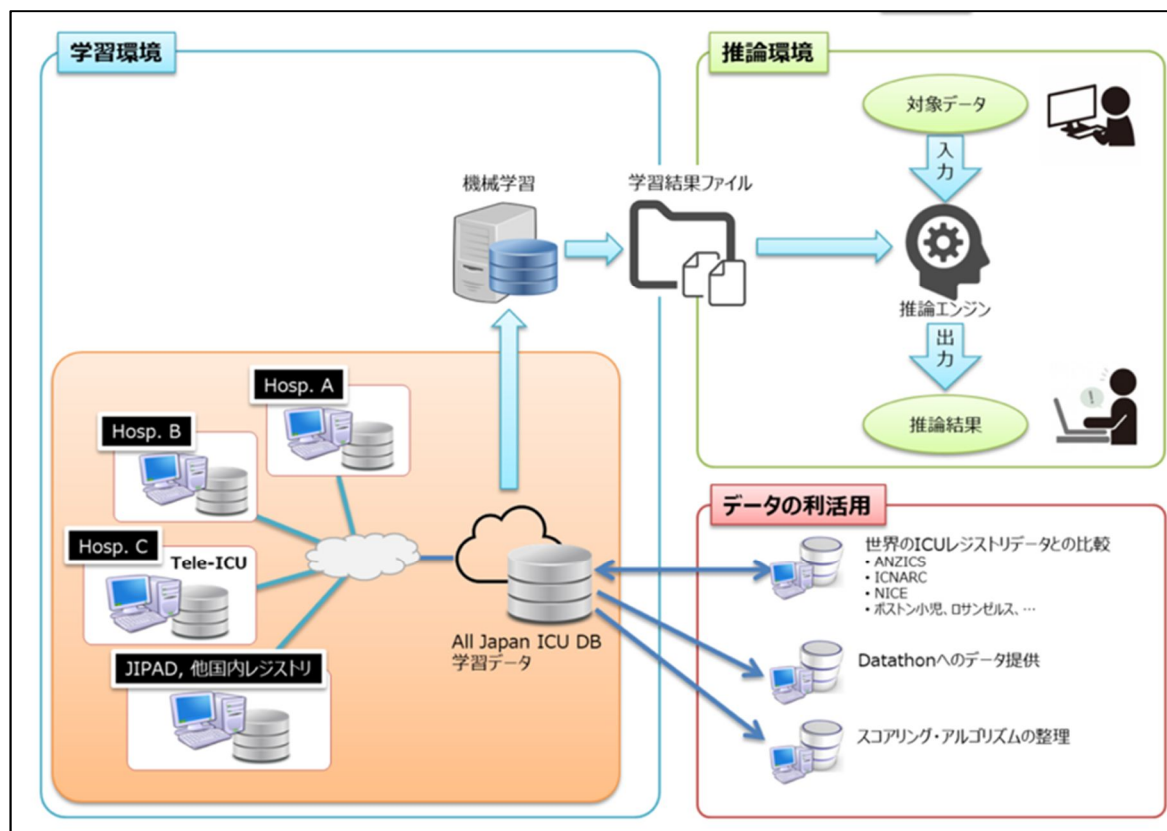 学習環境
機械学習
学習結果ファイル
Hosp. A
Hosp. B
Hosp. C
Tele-ICU
JIPAD, 他国内レジストリ
All Japan ICU DB
学習データ
推論環境
対象データ
入力
推論エンジン
出力
推論結果
データの利活用
世界のICUレジストリデータとの比較
・ANZICS
・ICNARC
・NICE
・ボストン小児、ロサンゼルス、…
Datathonへのデータ提供
スコアリング・アルゴリズムの整理